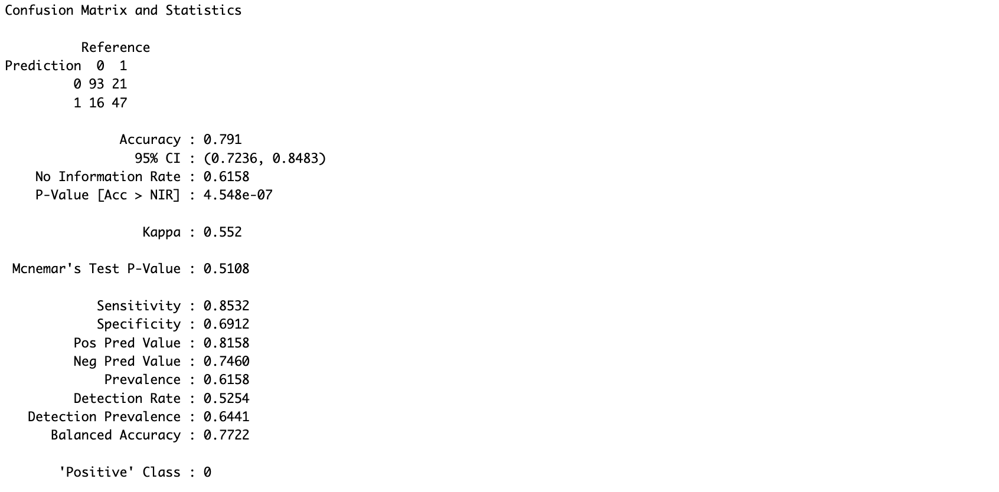 Confusion Matrix and Statistics
Reference
Prediction 0 1
0 93 21
1 16 47
Accuracy : 0.791
95% CI : (0.7236, 0.8483)
No Information Rate : 0.6158
P-Value [Acc > NIR] : 4.548e-07
Kappa : 0.552
Mcnemar's Test P-Value : 0.5108
Sensitivity : 0.8532
Specificity : 0.6912
Pos Pred Value : 0.8158
Neg Pred Value : 0.7460
Prevalence : 0.6158
Detection Rate : 0.5254
Detection Prevalence : 0.6441
Balanced Accuracy : 0.7722
'Positive' Class : 0